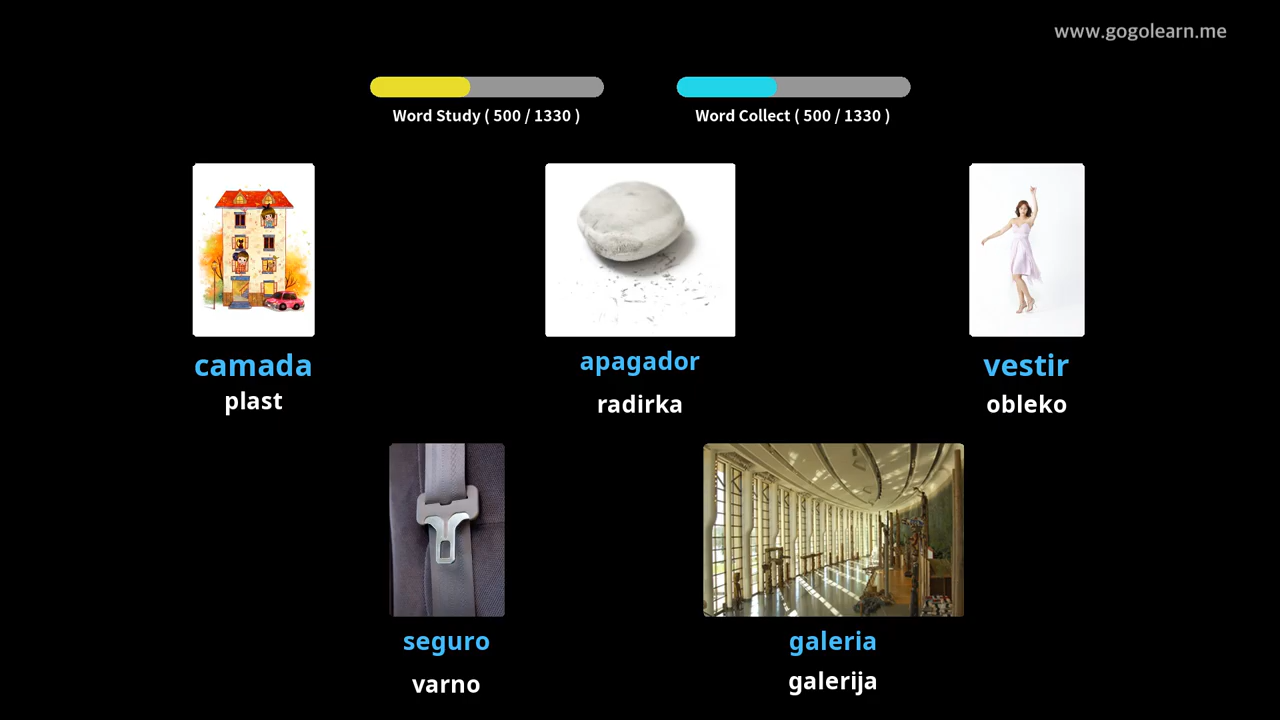 www.gogolearn.me
Word Study ( 500 / 1330 )
Word Collect ( 500 / 1330 )
camada
plast
apagador
radirka
vestir
obleko
seguro
varno
galeria
galerija